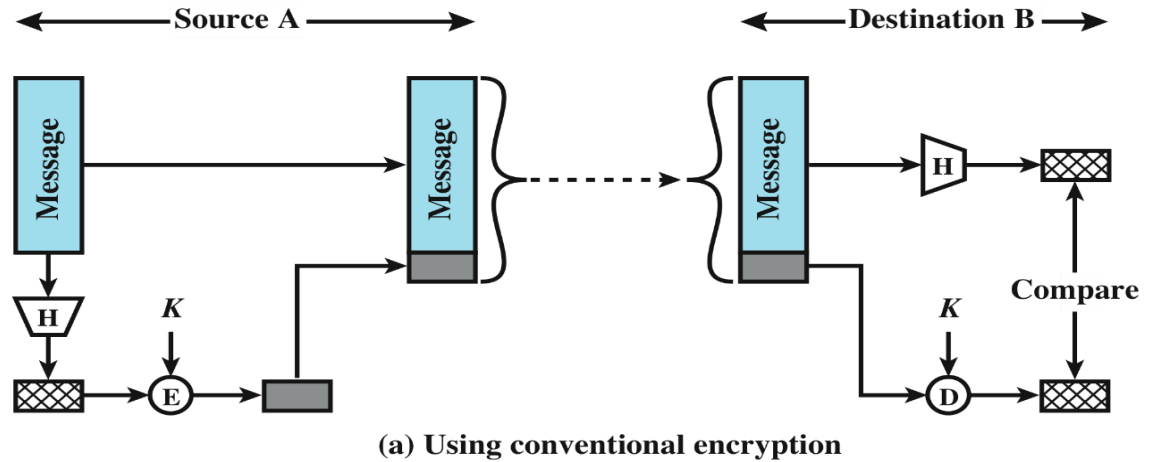 Source A
Destination B
Message
Message
Message
H
H
K
K
Compare
E
D
(a) Using conventional encryption